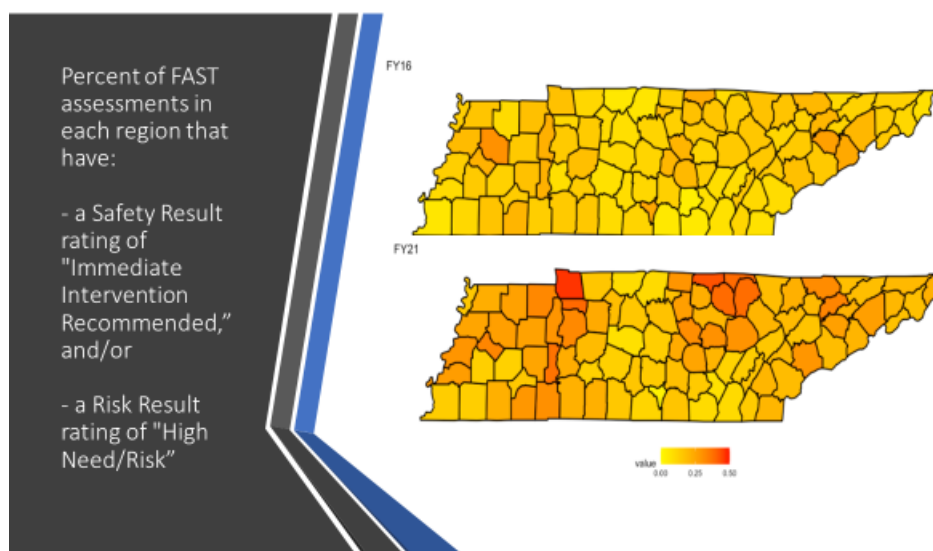 Percent of FAST
assessments in
each region that
have:
- a Safety Result
rating of
"Immediate
Intervention
Recommended,”
and/or
- a Risk Result
rating of "High
Need/Risk”
FY16
FY21
value
0.00 0.25 0.50